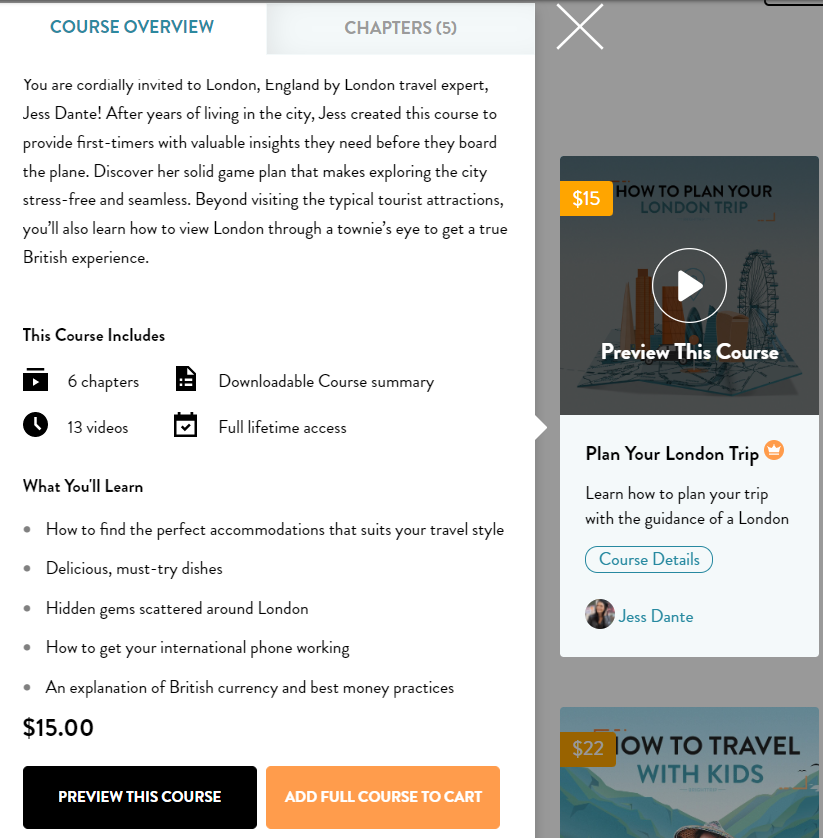 COURSE OVERVIEW
CHAPTERS (5)
You are cordially invited to London, England by London travel expert,
Jess Dante! After years of living in the city, Jess created this course to
provide first-timers with valuable insights they need before they board
the plane. Discover her solid game plan that makes exploring the city
stress-free and seamless. Beyond visiting the typical tourist attractions,
you'll also learn how to view London through a townie's eye to get a true
British experience.
This Course Includes
6 chapters
Downloadable Course summary
13 videos
Full lifetime access
What You'll Learn
How to find the perfect accommodations that suits your travel style
Delicious, must-try dishes
Hidden gems scattered around London
How to get your international phone working
An explanation of British currency and best money practices
$15.00
PREVIEW THIS COURSE
ADD FULL COURSE TO CART
$15
HOW TO PLAN YOUR
LONDON TRIP
Preview This Course
Plan Your London Trip
Learn how to plan your trip
with the guidance of a London
Course Details
Jess Dante
$22
HOW TO TRAVEL
WITH KIDS